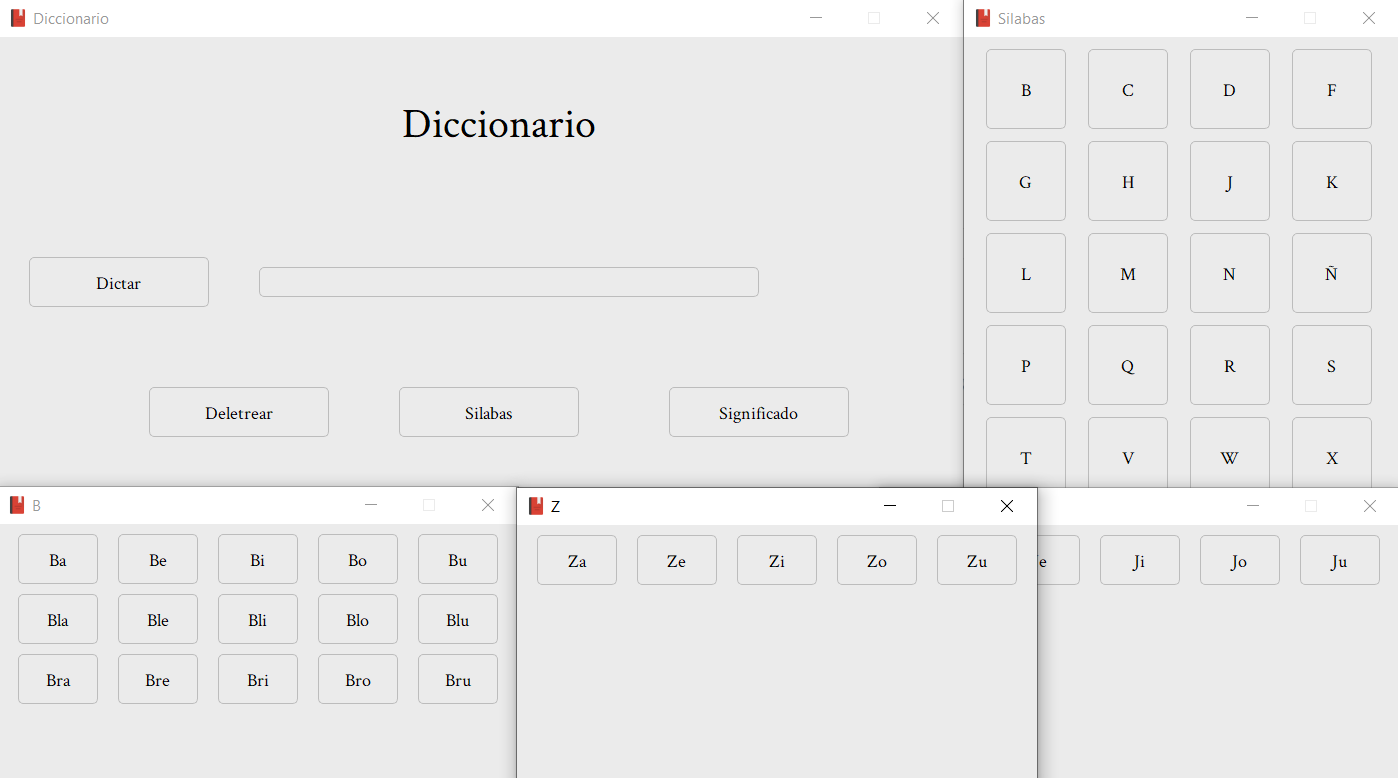 Diccionario
Diccionario
Dictar
Deletrear Silabas Significado
Silabas
B C D F
G H J K
L M N Ñ
P Q R S
T V W X
B
Ba Be Bi Bo Bu
Bla Ble Bli Blo Blu
Bra Bre Bri Bro Bru
Z
Za Ze Zi Zo Zu
Ji Jo Ju